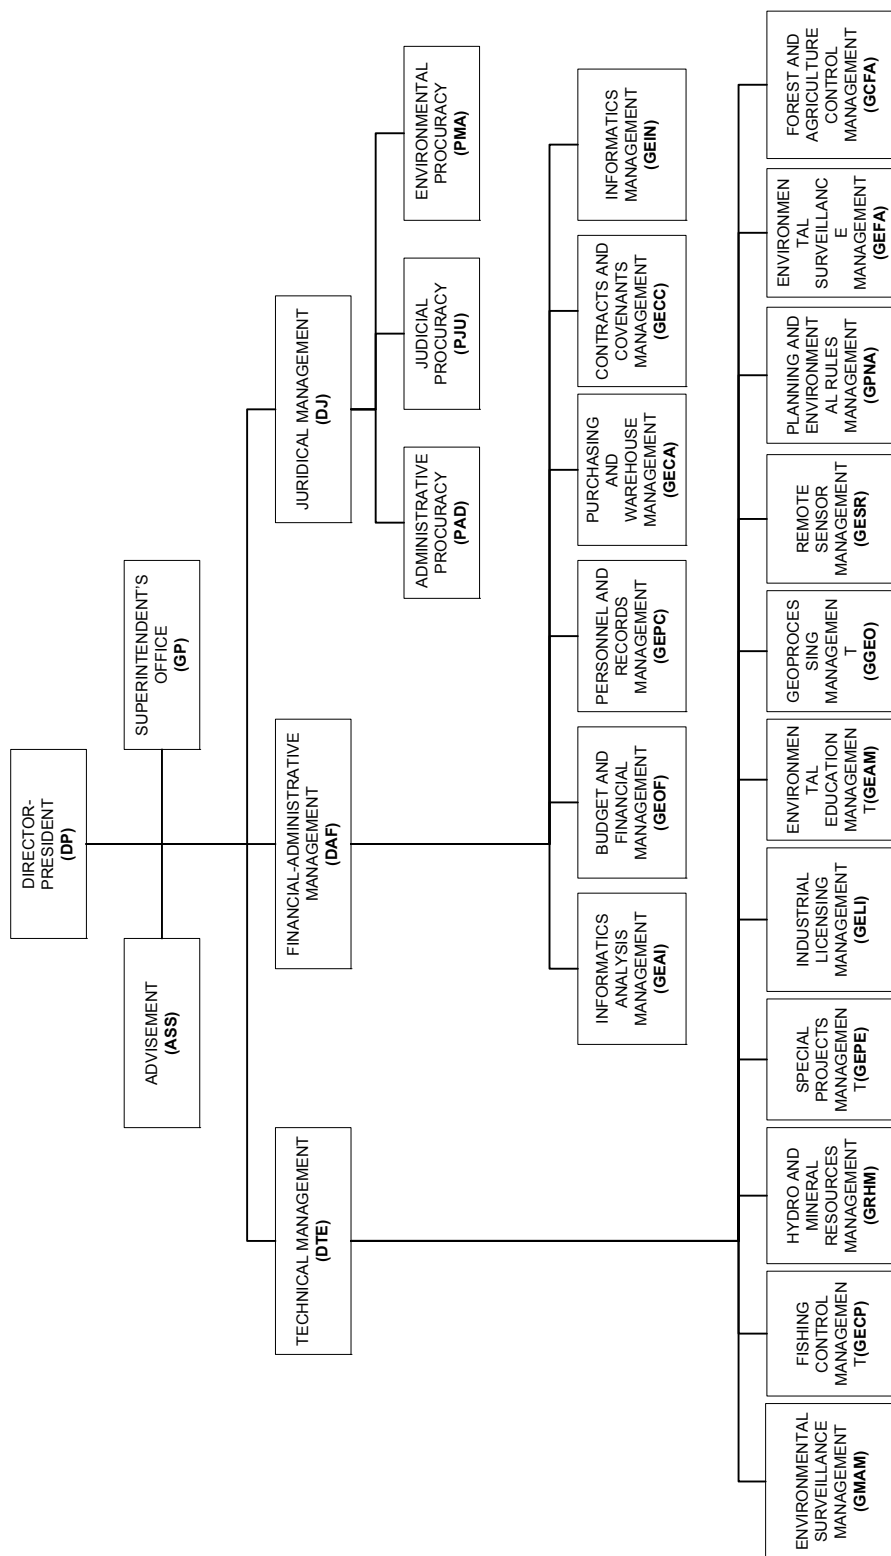 DIRECTOR-
PRESIDENT
(DP)
ADVISEMENT
(ASS)
SUPERINTENDENT'S
OFFICE
(GP)
TECHNICAL MANAGEMENT
(DTE)
FINANCIAL-ADMINISTRATIVE
MANAGEMENT
(DAF)
JURIDICAL MANAGEMENT
(DJ)
ADMINISTRATIVE
PROCURACY
(PAD)
JUDICIAL
PROCURACY
(PJU)
ENVIRONMENTAL
PROCURACY
(PMA)
INFORMATICS
ANALYSIS
MANAGEMENT
(GEAI)
BUDGET AND
FINANCIAL
MANAGEMENT
(GEOF)
PERSONNEL AND
RECORDS
MANAGEMENT
(GEPC)
PURCHASING
AND
WAREHOUSE
MANAGEMENT
(GECA)
CONTRACTS AND
COVENANTS
MANAGEMENT
(GECC)
INFORMATICS
MANAGEMENT
(GEIN)
ENVIRONMENTAL
SURVEILLANCE
MANAGEMENT
(GMAM)
FISHING
CONTROL
MANAGEMEN
T(GECP)
HYDRO AND
MINERAL
RESOURCES
MANAGEMENT
(GRHM)
SPECIAL
PROJECTS
MANAGEMEN
T(GEPE)
INDUSTRIAL
LICENSING
MANAGEMENT
(GELI)
ENVIRONMEN
TAL
EDUCATION
MANAGEMEN
T(GEAM)
GEOPROCES
SING
MANAGEMEN
T
(GGEO)
REMOTE
SENSOR
MANAGEMENT
(GESR)
PLANNING AND
ENVIRONMENT
AL RULES
MANAGEMENT
(GPNA)
ENVIRONMEN
TAL
SURVEILLANC
E
MANAGEMENT
(GEFA)
FOREST AND
AGRICULTURE
CONTROL
MANAGEMENT
(GCFA)